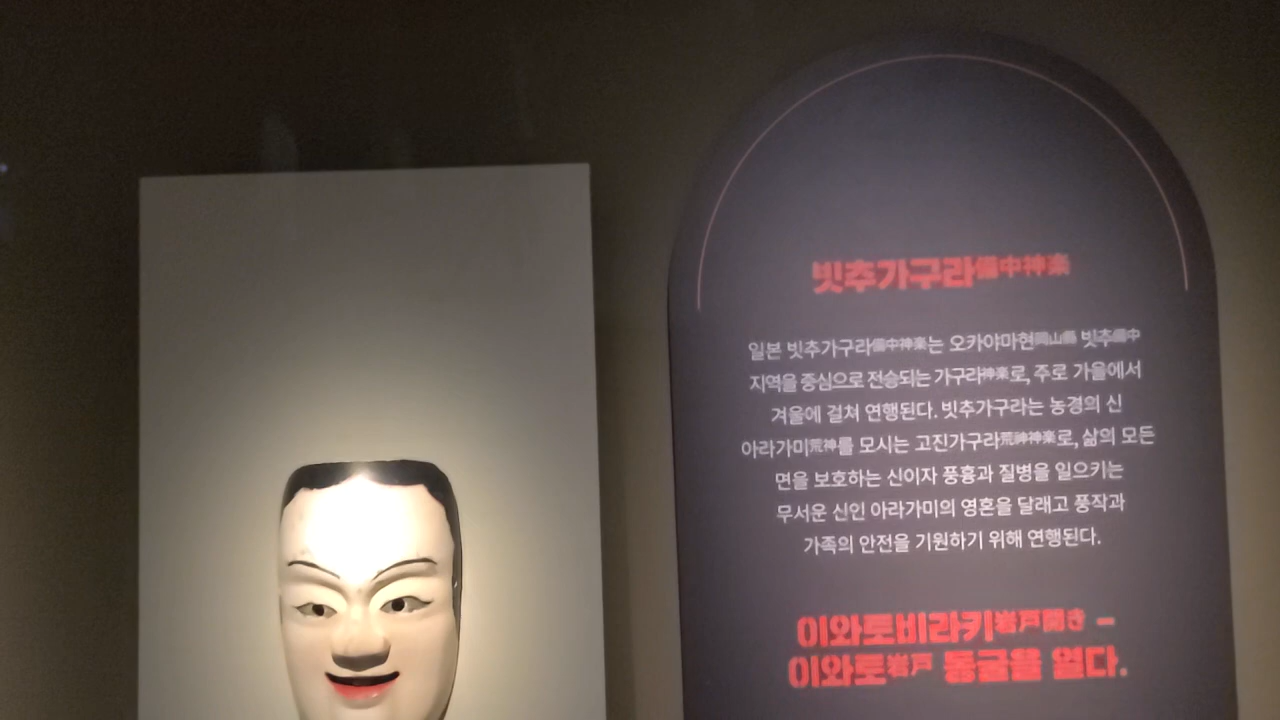 빗추가구라備中神楽
일본 빗추가구라備中神楽는 오카야마현岡山縣 빗추備中
지역을 중심으로 전승되는 가구라神楽로, 주로 가을에서
겨울에 걸쳐 연행된다. 빗추가구라는 농경의 신
아라가미荒神를 모시는 고진가구라荒神神楽로, 삶의 모든
면을 보호하는 신이자 풍흉과 질병을 일으키는
무서운 신인 아라가미의 영혼을 달래고 풍작과
가족의 안전을 기원하기 위해 연행된다.
이와토비라키岩戸開き –
이와토岩戸 동굴을 열다.